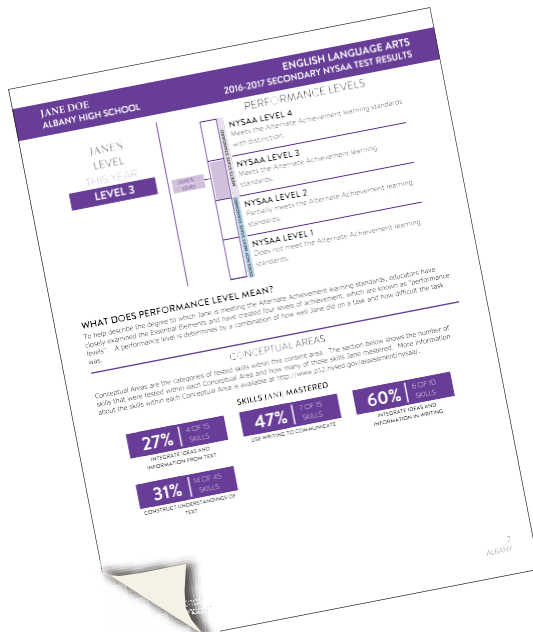 JANE DOE
ALBANY HIGH SCHOOL
ENGLISH LANGUAGE ARTS
2016-2017 SECONDARY NYSAA TEST RESULTS
JANE'S
LEVEL
THIS YEAR
LEVEL 3
PERFORMANCE LEVELS
JANE'S
LEVEL
MEETS STATE STANDARD
DOES NOT MEET STATE STANDARD
NYSAA LEVEL 4
Meets the Alternate Achievement learning standards
with distinction.
NYSAA LEVEL 3
Meets the Alternate Achievement learning
standards.
NYSAA LEVEL 2
Partially meets the Alternate Achievement learning
standards.
NYSAA LEVEL 1
Does not meet the Alternate Achievement learning
standards.
WHAT DOES PERFORMANCE LEVEL MEAN?
To help describe the degree to which Jane is meeting the Alternate Achievement learning standards, educators have
closely examined the Essential Elements and have created four levels of achievement, which are known as "performance
levels". A performance level is determined by a combination of how well Jane did on a task and how difficult the task
was.
CONCEPTUAL AREAS
Conceptual Areas are the categories of tested skills within this content area. The section below shows the number of
skills that were tested within each Conceptual Area and how many of those skills Jane mastered. More information
about the skills within each Conceptual Area is available at http://www.p12.nysed.gov/assessment/nysaa/.
SKILLS JANE MASTERED
27% 4 OF 15
SKILLS
INTEGRATE IDEAS AND
INFORMATION FROM TEXT
47% 7 OF 15
SKILLS
USE WRITING TO COMMUNICATE
60% 6 OF 10
SKILLS
INTEGRATE IDEAS AND
INFORMATION IN WRITING
31% 14 OF 45
SKILLS
CONSTRUCT UNDERSTANDINGS OF
TEXT
2
ALBANY